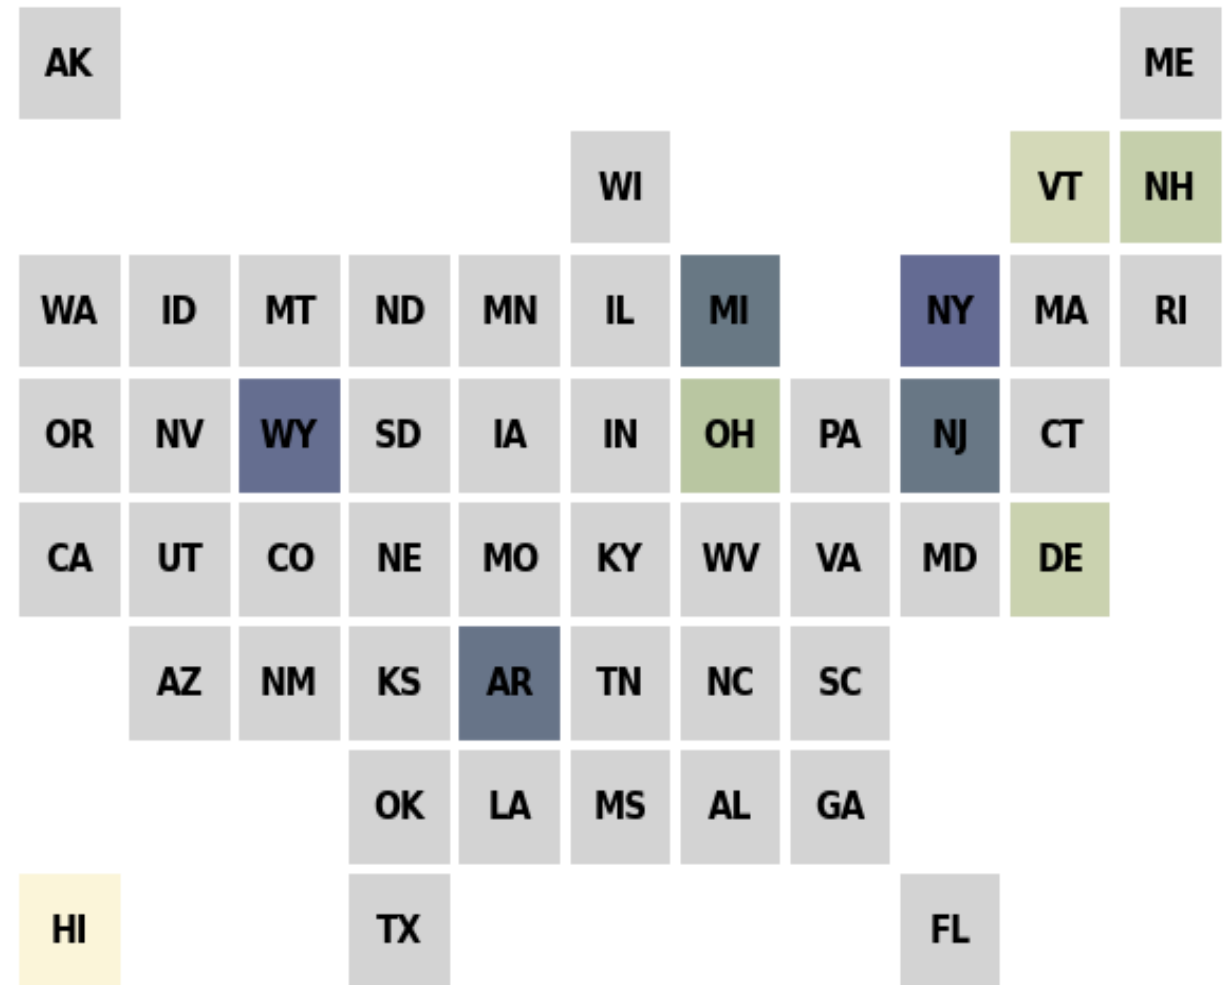 AK ME
WI VT NH
WA ID MT ND MN IL MI NY MA RI
OR NV WY SD IA IN OH PA NJ CT
CA UT CO NE MO KY WV VA MD DE
AZ NM KS AR TN NC SC
OK LA MS AL GA
HI TX FL